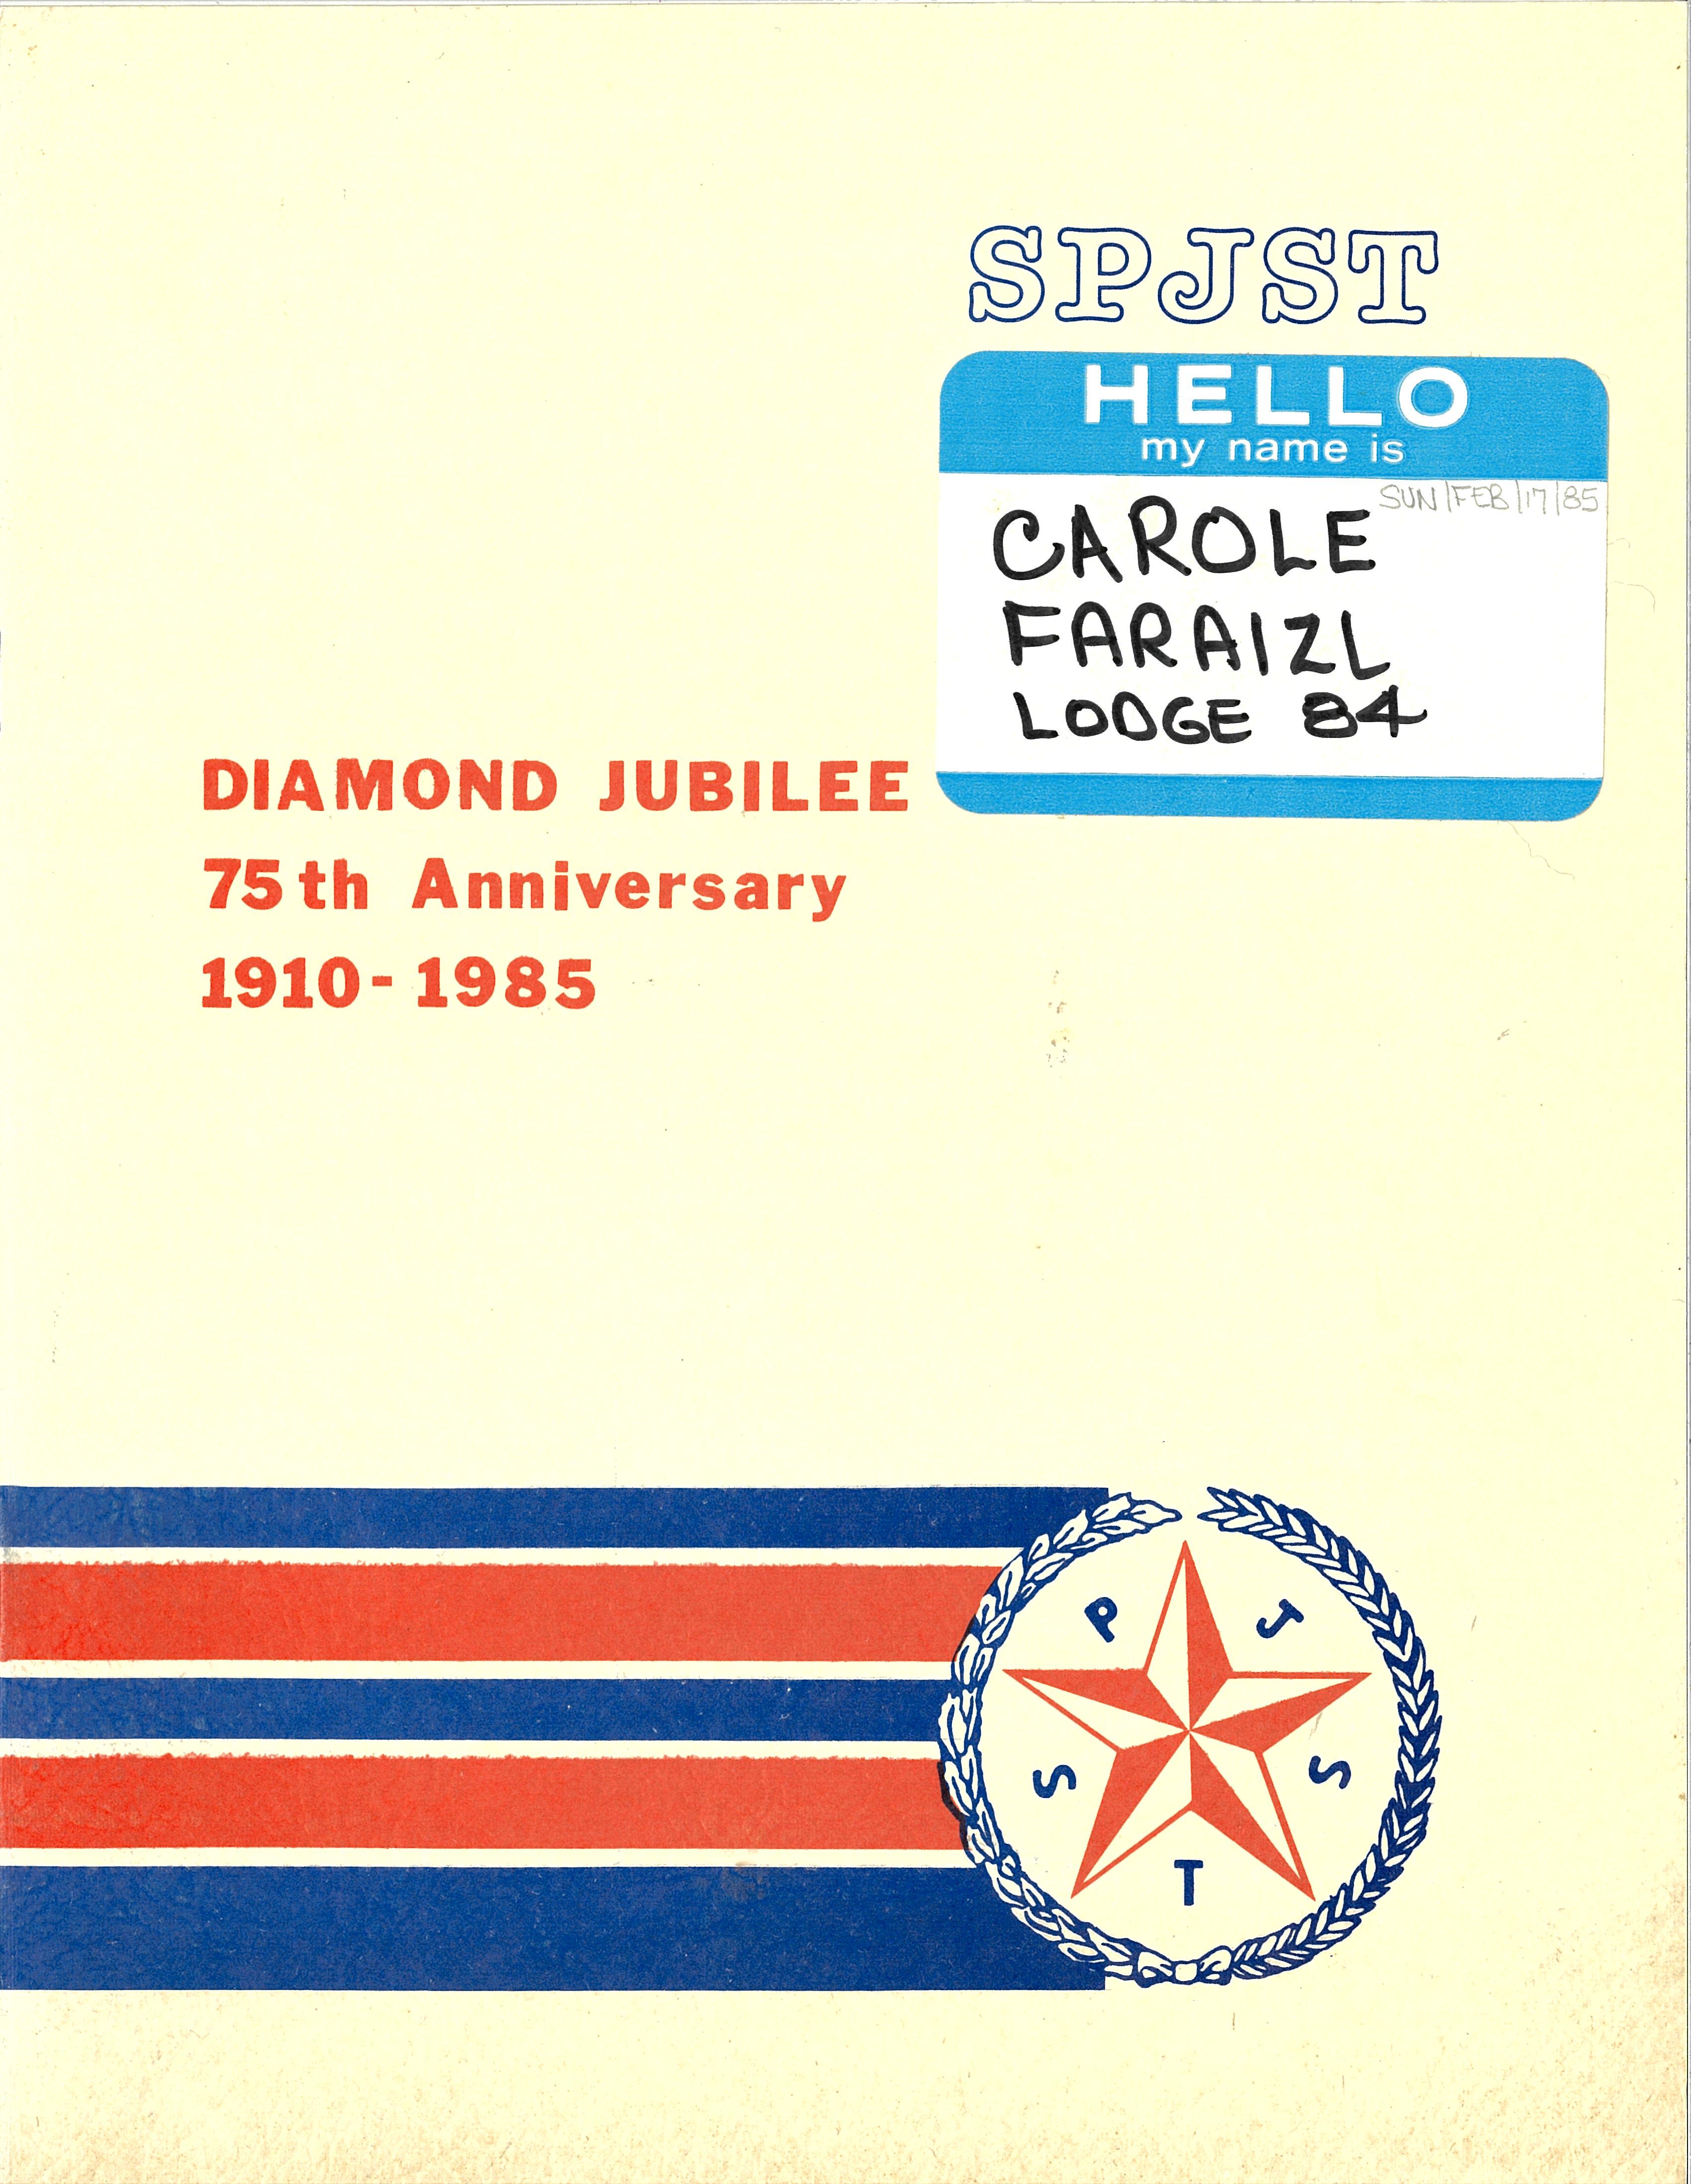 SPJST
HELLO
my name is
SUN/FEB/17/85
CAROLE
FARAIZL
LODGE 84
DIAMOND JUBILEE
75th Anniversary
1910-1985
P J
S S
T